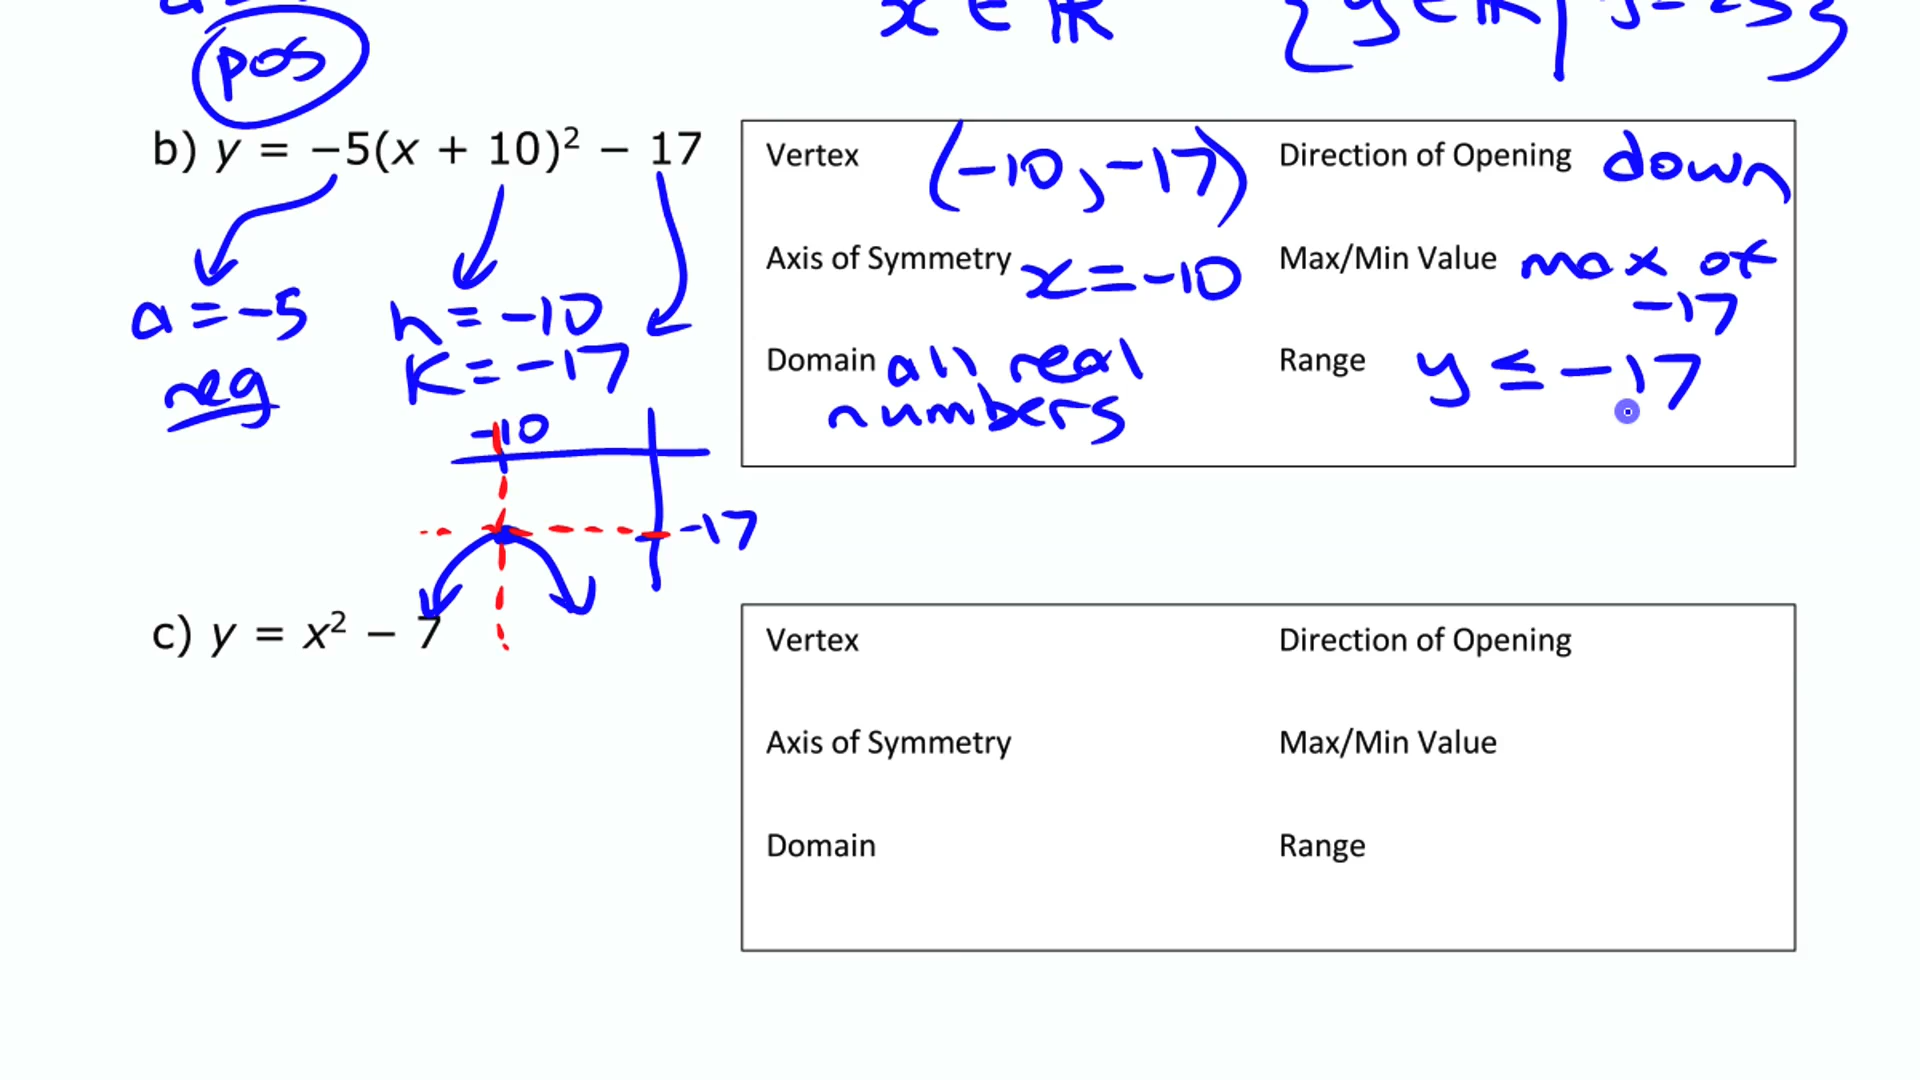 pos
x ∈ ℝ
b) y = −5(x + 10)² − 17
a = -5
neg
h = -10
K = -17
-10
-17
Vertex (-10, -17) Direction of Opening down
Axis of Symmetry x = -10 Max/Min Value max of
-17
Domain all real Range y ≤ -17
numbers
c) y = x² − 7
Vertex Direction of Opening
Axis of Symmetry Max/Min Value
Domain Range